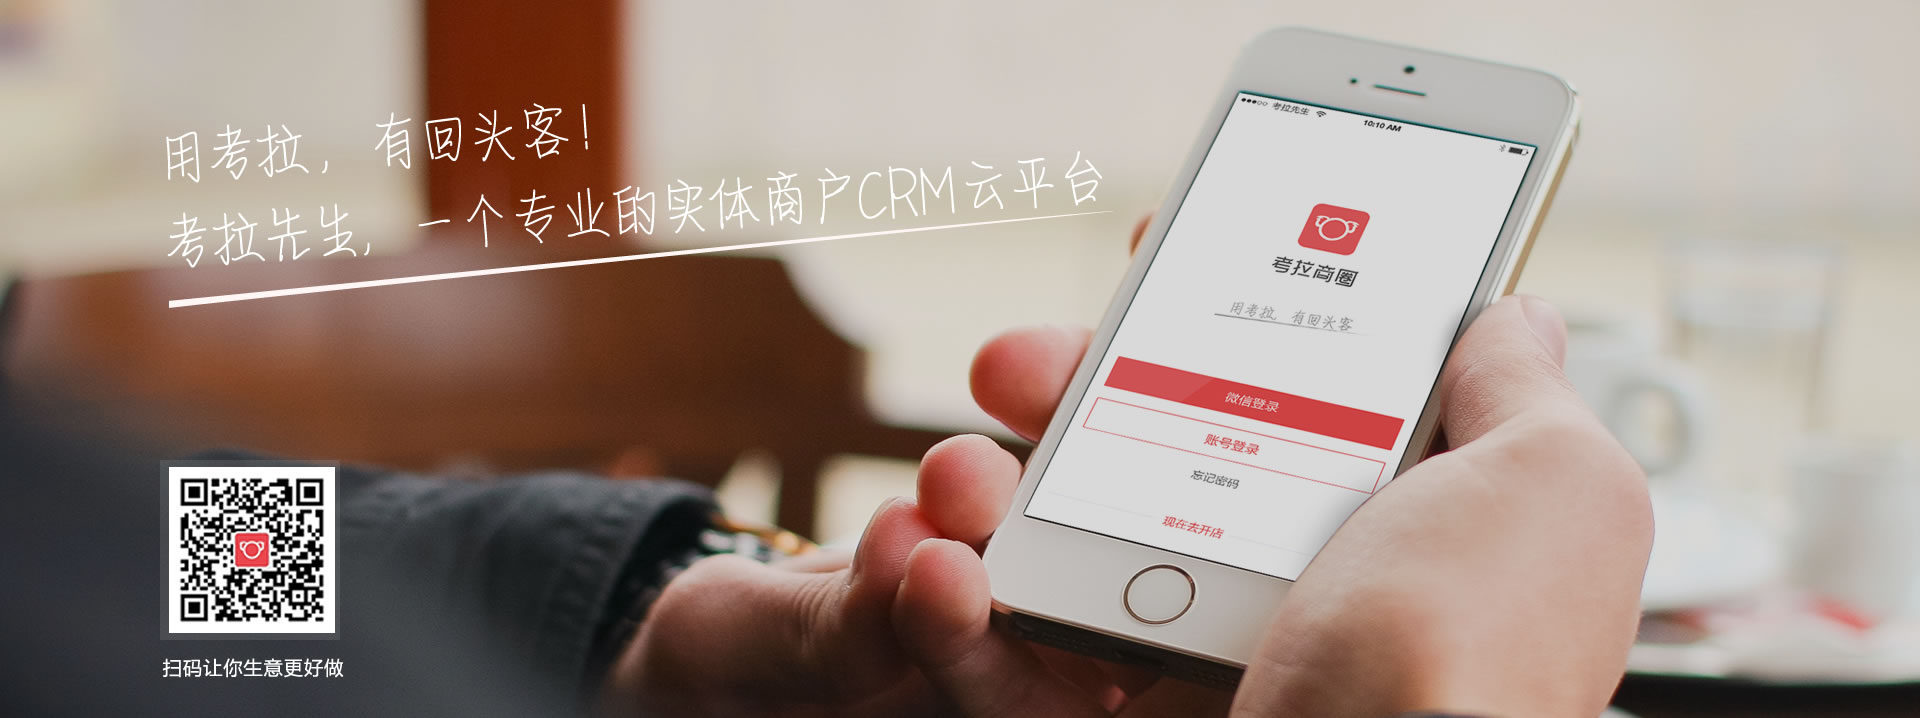 用考拉，有回头客！
考拉先生，一个专业的实体商户CRM云平台
扫码让你生意更好做
考拉先生
10:10 AM
考拉商圈
用考拉，有回头客
微信登录
账号登录
忘记密码
现在去开店